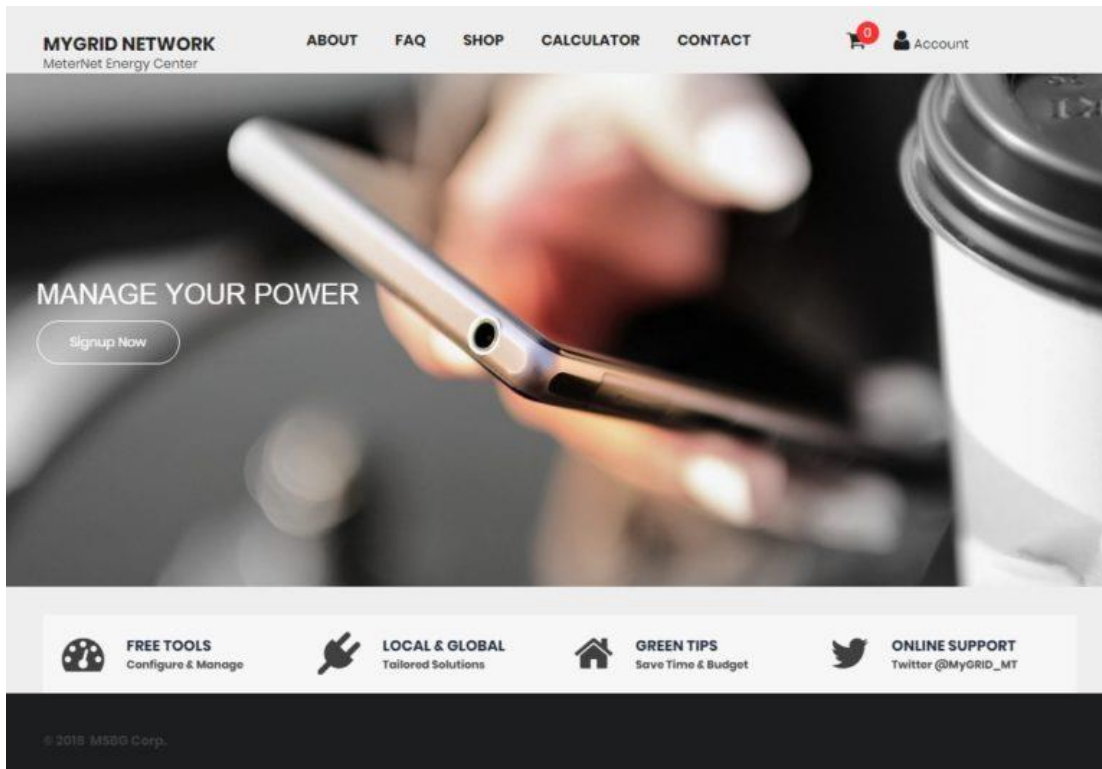 MYGRID NETWORK
MeterNet Energy Center
ABOUT FAQ SHOP CALCULATOR CONTACT
0
Account
MANAGE YOUR POWER
Signup Now
FREE TOOLS
Configure & Manage
LOCAL & GLOBAL
Tailored Solutions
GREEN TIPS
Save Time & Budget
ONLINE SUPPORT
Twitter @MyGRID_MT
© 2018 MSBG Corp.